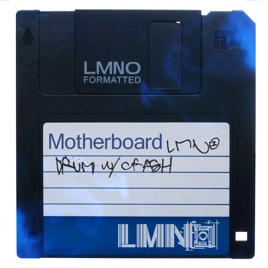 HD
LMNO
FORMATTED
Motherboard LMNO
DRUM w/ CRASH
LMNO